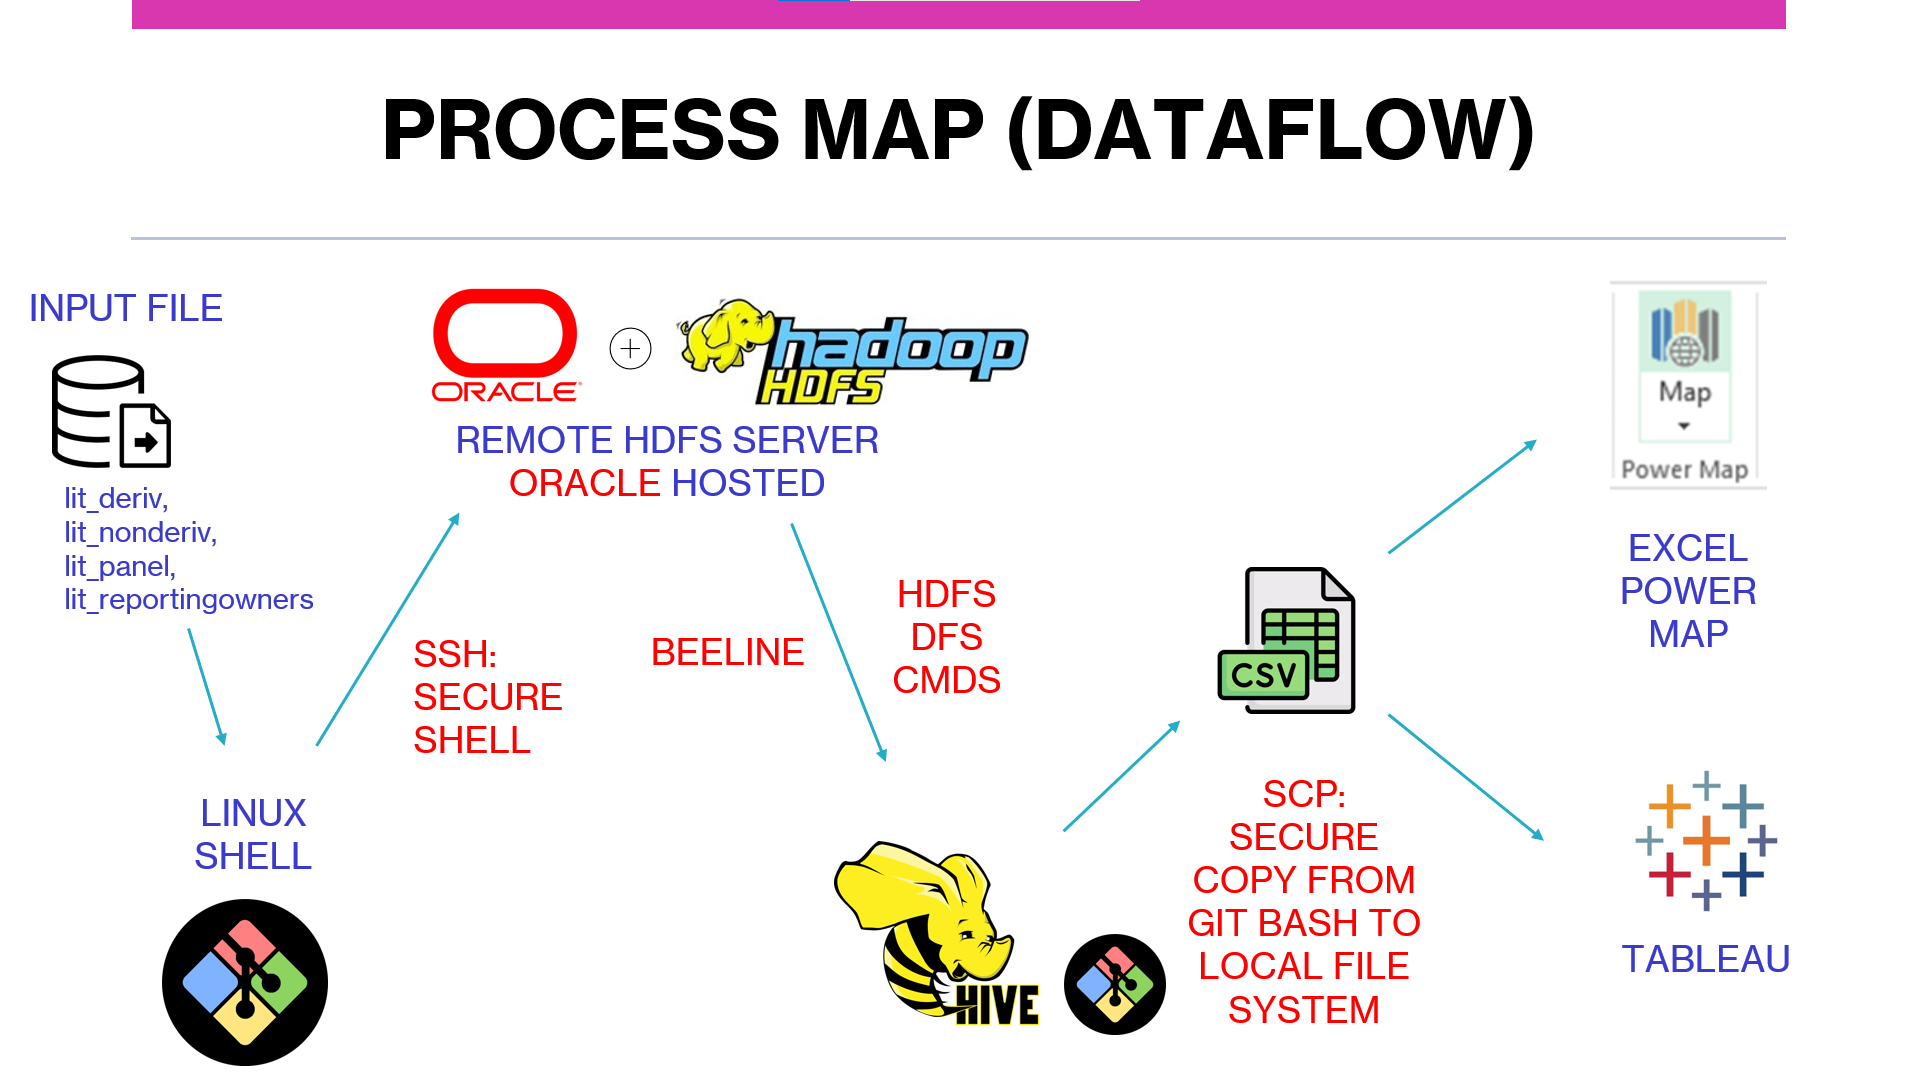 PROCESS MAP (DATAFLOW)
INPUT FILE
lit_deriv,
lit_nonderiv,
lit_panel,
lit_reportingowners
LINUX
SHELL
SSH:
SECURE
SHELL
ORACLE
hadoop
HDFS
REMOTE HDFS SERVER
ORACLE HOSTED
BEELINE
HDFS
DFS
CMDS
HIVE
CSV
SCP:
SECURE
COPY FROM
GIT BASH TO
LOCAL FILE
SYSTEM
Map
Power Map
EXCEL
POWER
MAP
TABLEAU